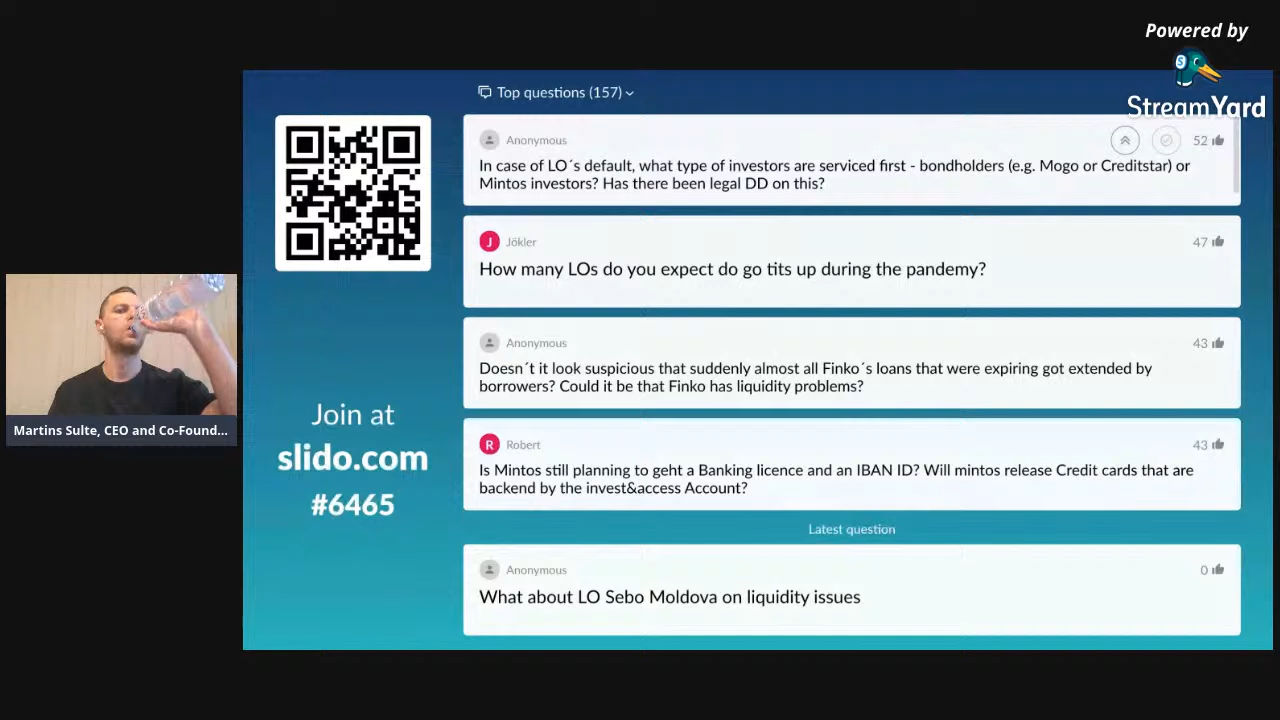 Powered by
StreamYard
Top questions (157)
Anonymous
52
In case of LO´s default, what type of investors are serviced first - bondholders (e.g. Mogo or Creditstar) or
Mintos investors? Has there been legal DD on this?
J
Jökler
47
How many LOs do you expect do go tits up during the pandemy?
Anonymous
43
Doesn´t it look suspicious that suddenly almost all Finko´s loans that were expiring got extended by
borrowers? Could it be that Finko has liquidity problems?
R
Robert
43
Is Mintos still planning to geht a Banking licence and an IBAN ID? Will mintos release Credit cards that are
backend by the invest&access Account?
Latest question
Anonymous
0
What about LO Sebo Moldova on liquidity issues
Join at
slido.com
#6465
Martins Sulte, CEO and Co-Found...